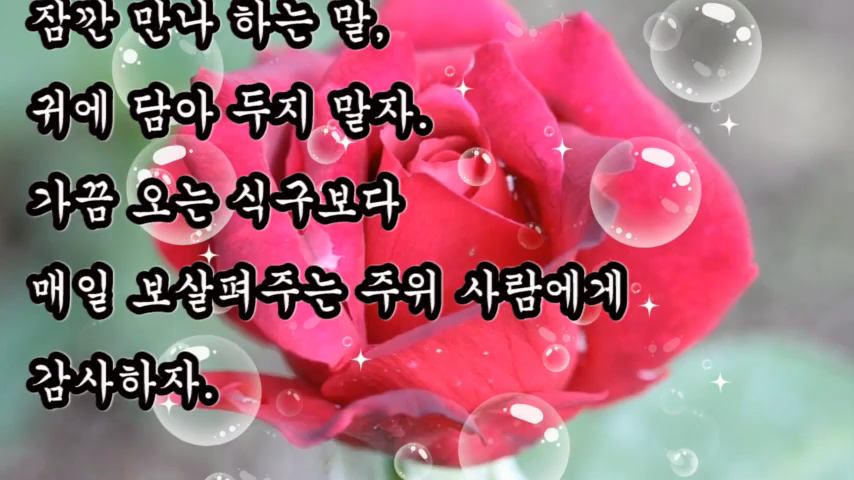 잠깐 만나 하는 말,
귀에 담아 두지 말자.
가끔 오는 식구보다
매일 보살펴주는 주위 사람에게
감사하자.